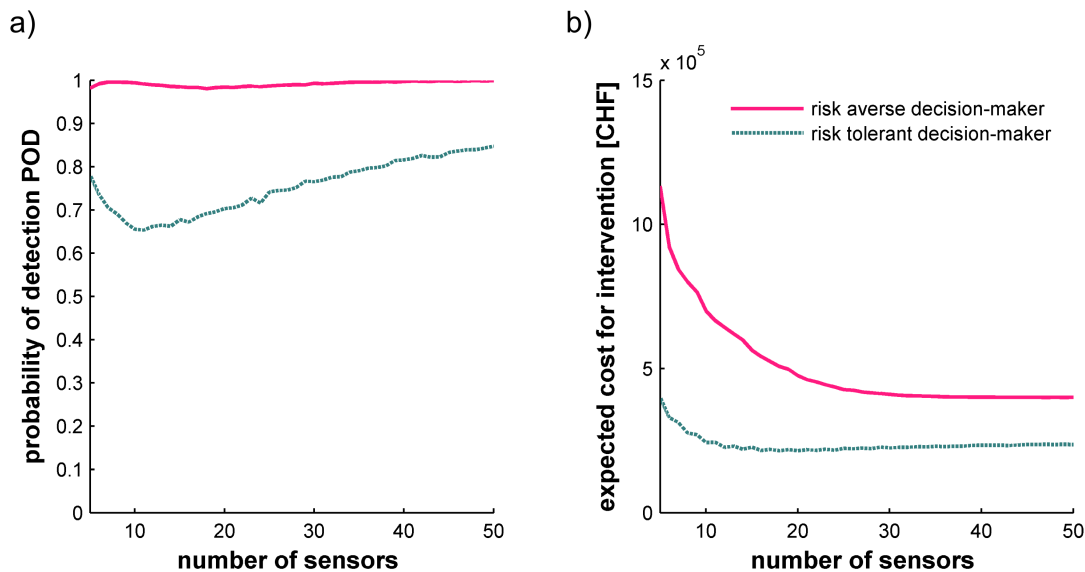 a)
probability of detection POD
1
0.9
0.8
0.7
0.6
0.5
0.4
0.3
0.2
0.1
0
10
20
30
40
50
number of sensors
b)
x 10^5
expected cost for intervention [CHF]
15
10
5
0
risk averse decision-maker
risk tolerant decision-maker
10
20
30
40
50
number of sensors